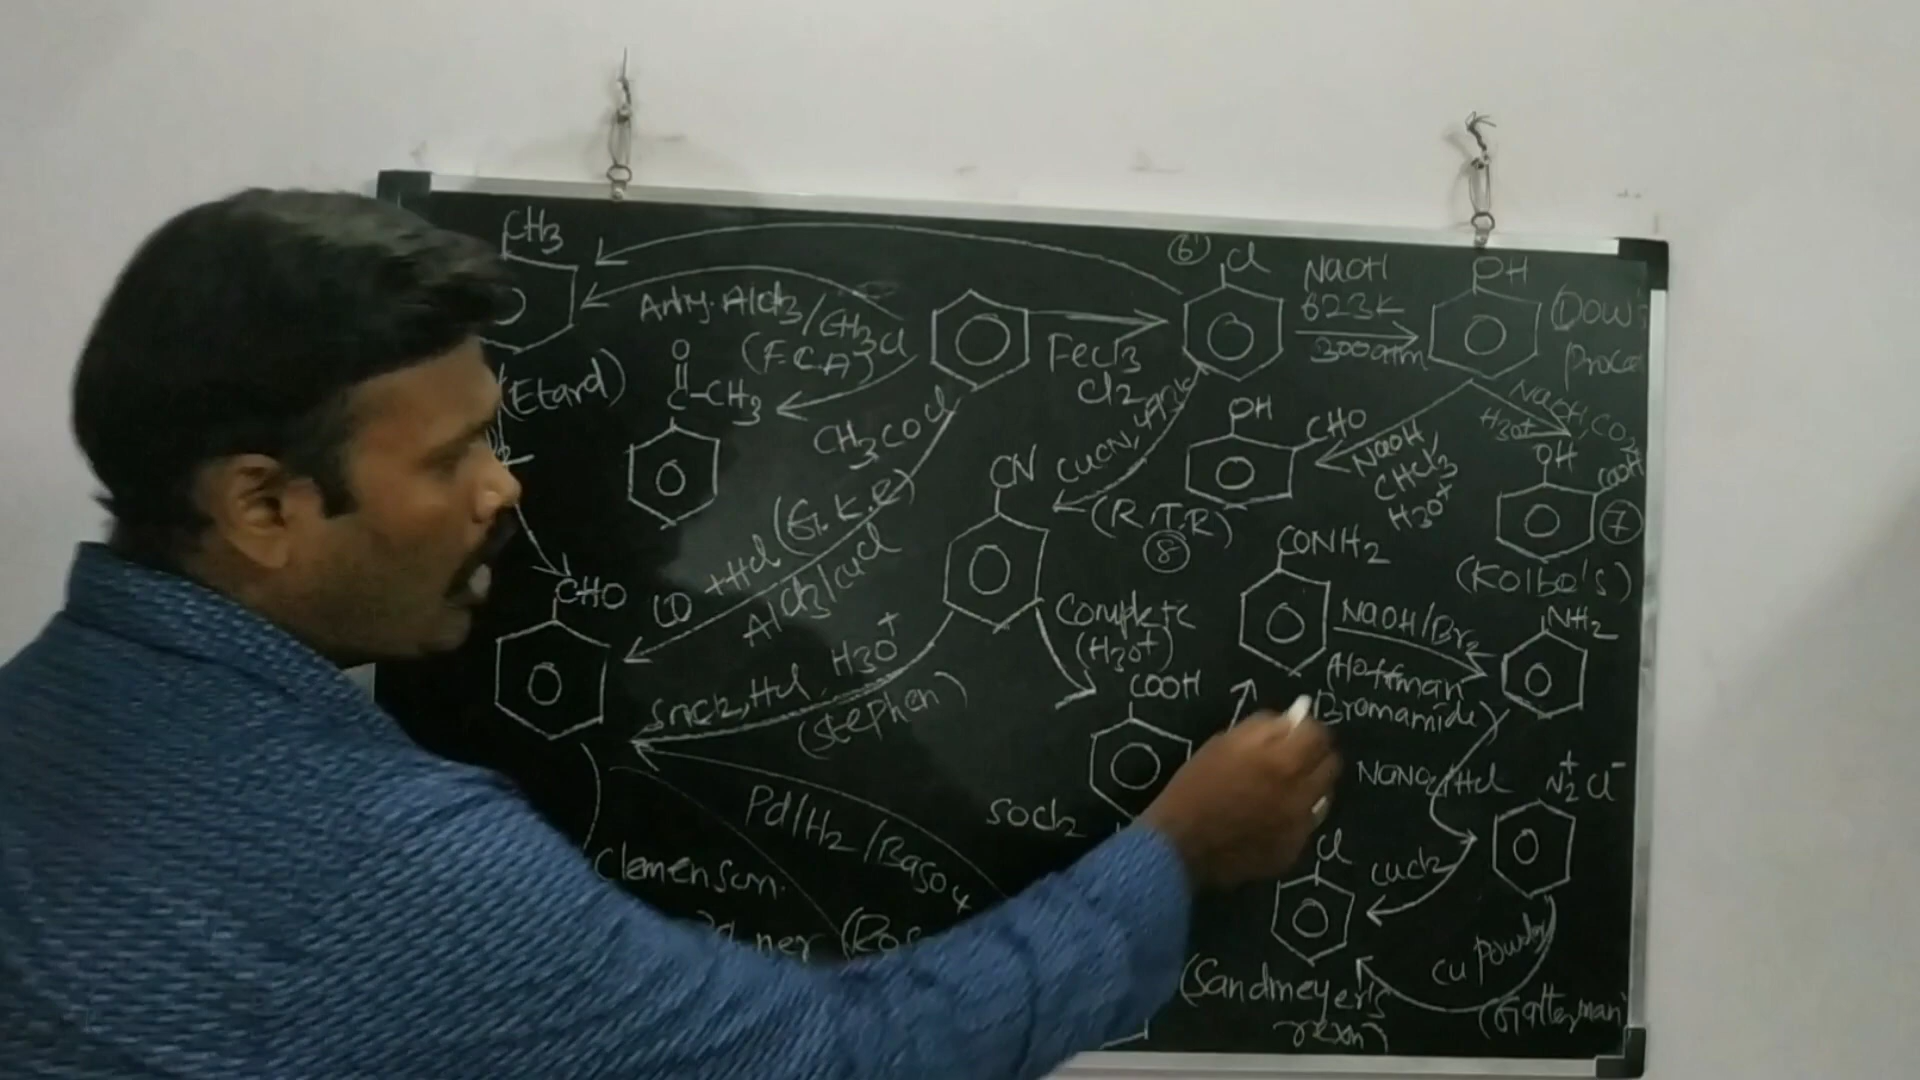 CH3
(Etard)
Anhy. AlCl3/CH3Cl
(F.C.A)
O
C-CH3
CH3COCl
FeCl3
Cl2
6
Cl
NaOH
623K
300atm
OH
(Dow's
NaOH, CO2
H3O+
OH
CHO
NaOH,
CHCl3
H3O+
OH
COOH
7
(Kolbe's)
CN
(R.T.R)
8
CO +HCl (G.K.R)
AlCl3/CuCl
CHO
SnCl2, HCl, H3O+
(Stephen)
Complete
(H3O+)
COOH
CONH2
NaOH/Br2
Hoffman
Bromamide)
NH2
NaNO2/HCl
N2+Cl-
SOCl2
Pd/H2/BaSO4
Clemenson.
Cl
CuCl2
(Sandmeyer's
rexn)
Cu powder
(Gatterman